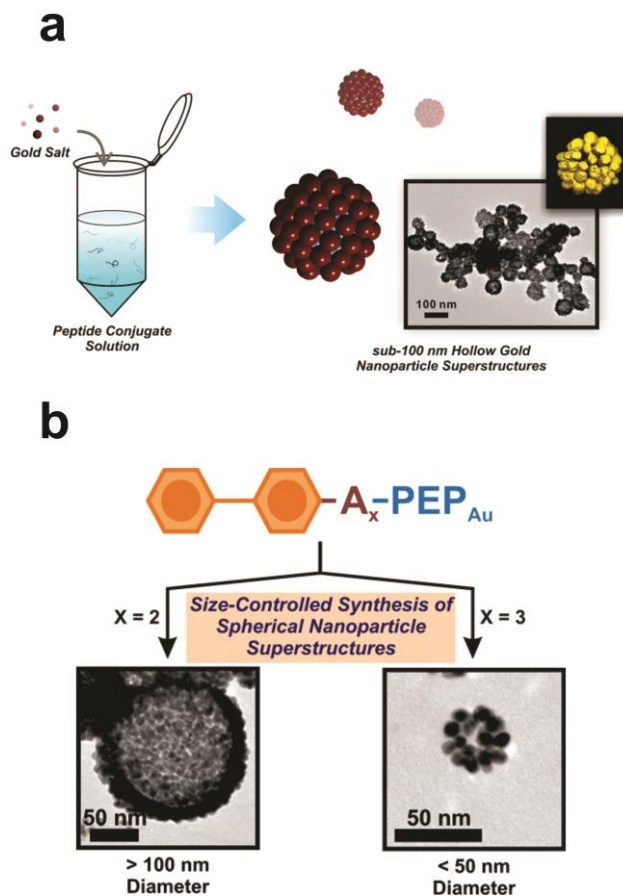 a
Gold Salt
Peptide Conjugate
Solution
100 nm
sub-100 nm Hollow Gold
Nanoparticle Superstructures
b
Aₓ-PEP_Au
X = 2
Size-Controlled Synthesis of
Spherical Nanoparticle
Superstructures
X = 3
50 nm
> 100 nm
Diameter
50 nm
< 50 nm
Diameter